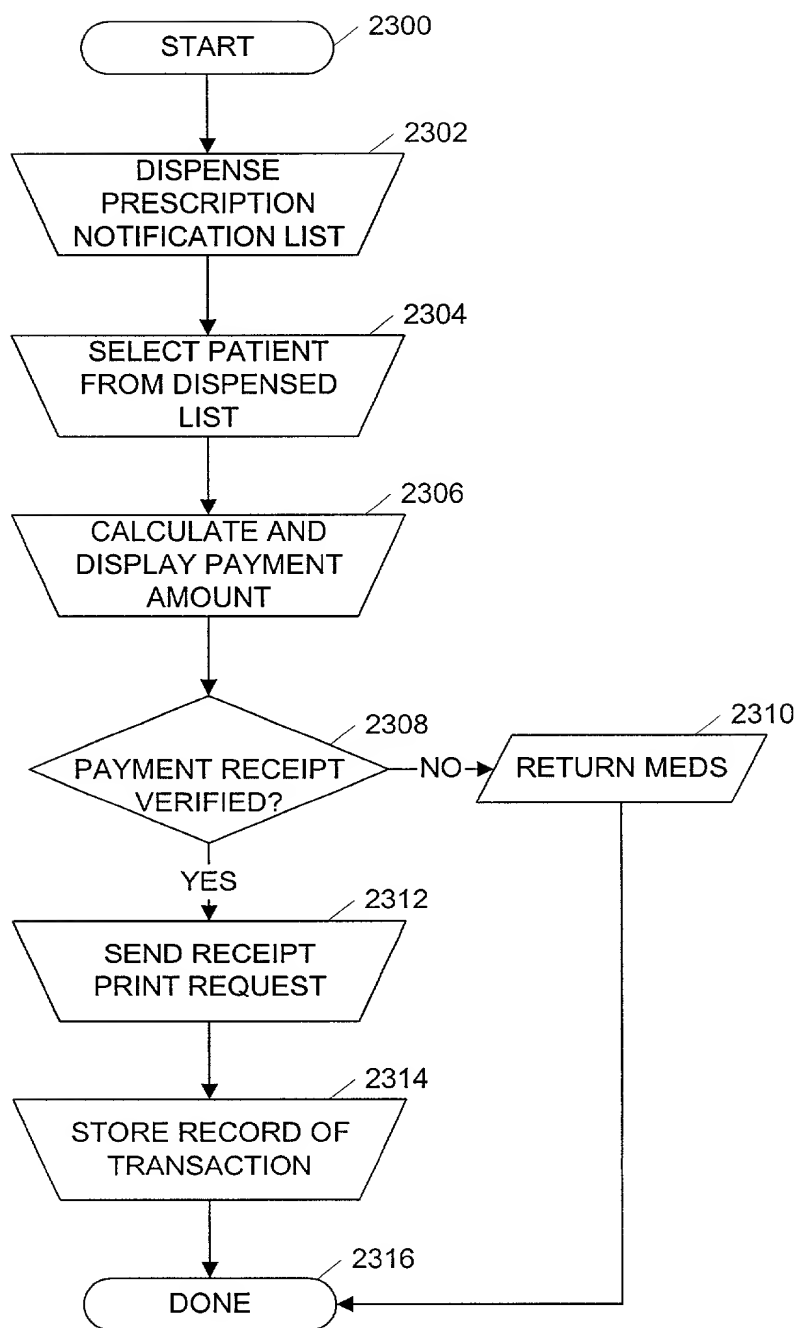 START
2300
2302
DISPENSE
PRESCRIPTION
NOTIFICATION LIST
2304
SELECT PATIENT
FROM DISPENSED
LIST
2306
CALCULATE AND
DISPLAY PAYMENT
AMOUNT
2308
PAYMENT RECEIPT
VERIFIED?
NO
2310
RETURN MEDS
YES
2312
SEND RECEIPT
PRINT REQUEST
2314
STORE RECORD OF
TRANSACTION
2316
DONE